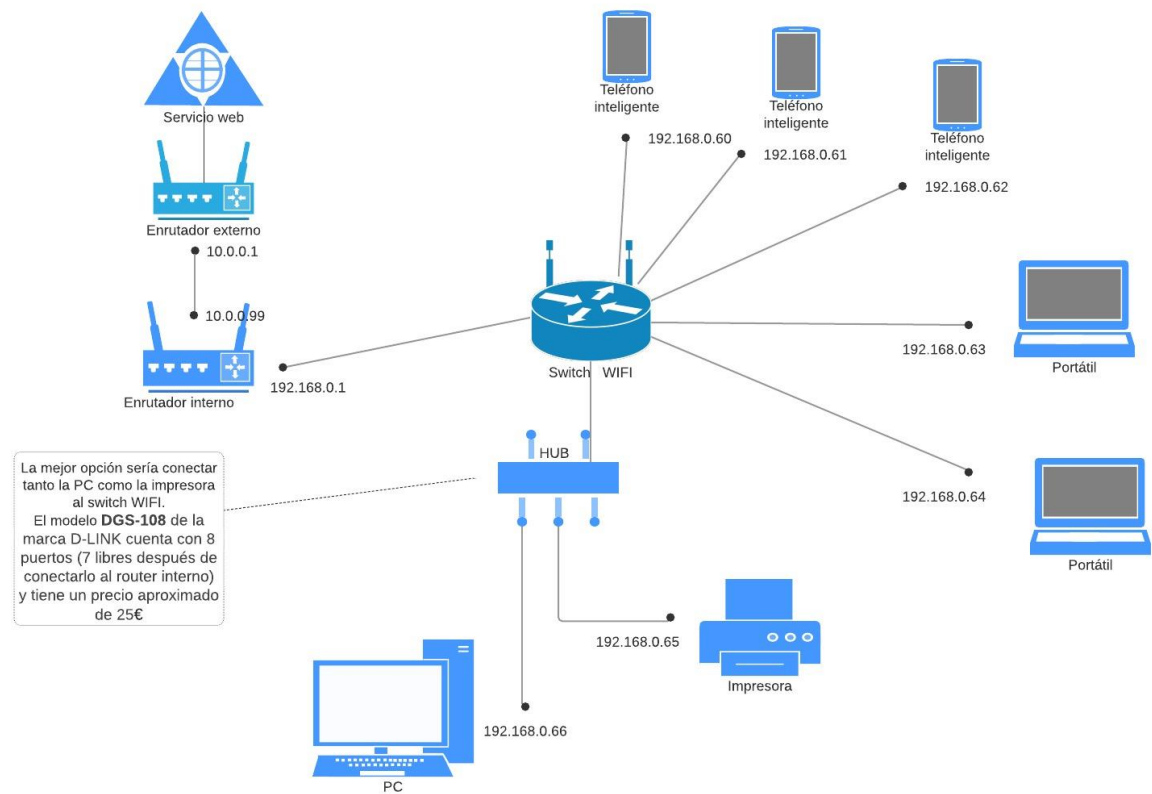 Servicio web
Enrutador externo
10.0.0.1
10.0.0.99
Enrutador interno
192.168.0.1
Teléfono
inteligente
192.168.0.60
Teléfono
inteligente
192.168.0.61
Teléfono
inteligente
192.168.0.62
Switch WIFI
192.168.0.63
Portátil
192.168.0.64
Portátil
HUB
La mejor opción sería conectar
tanto la PC como la impresora
al switch WIFI.
El modelo DGS-108 de la
marca D-LINK cuenta con 8
puertos (7 libres después de
conectarlo al router interno)
y tiene un precio aproximado
de 25€
192.168.0.65
Impresora
192.168.0.66
PC